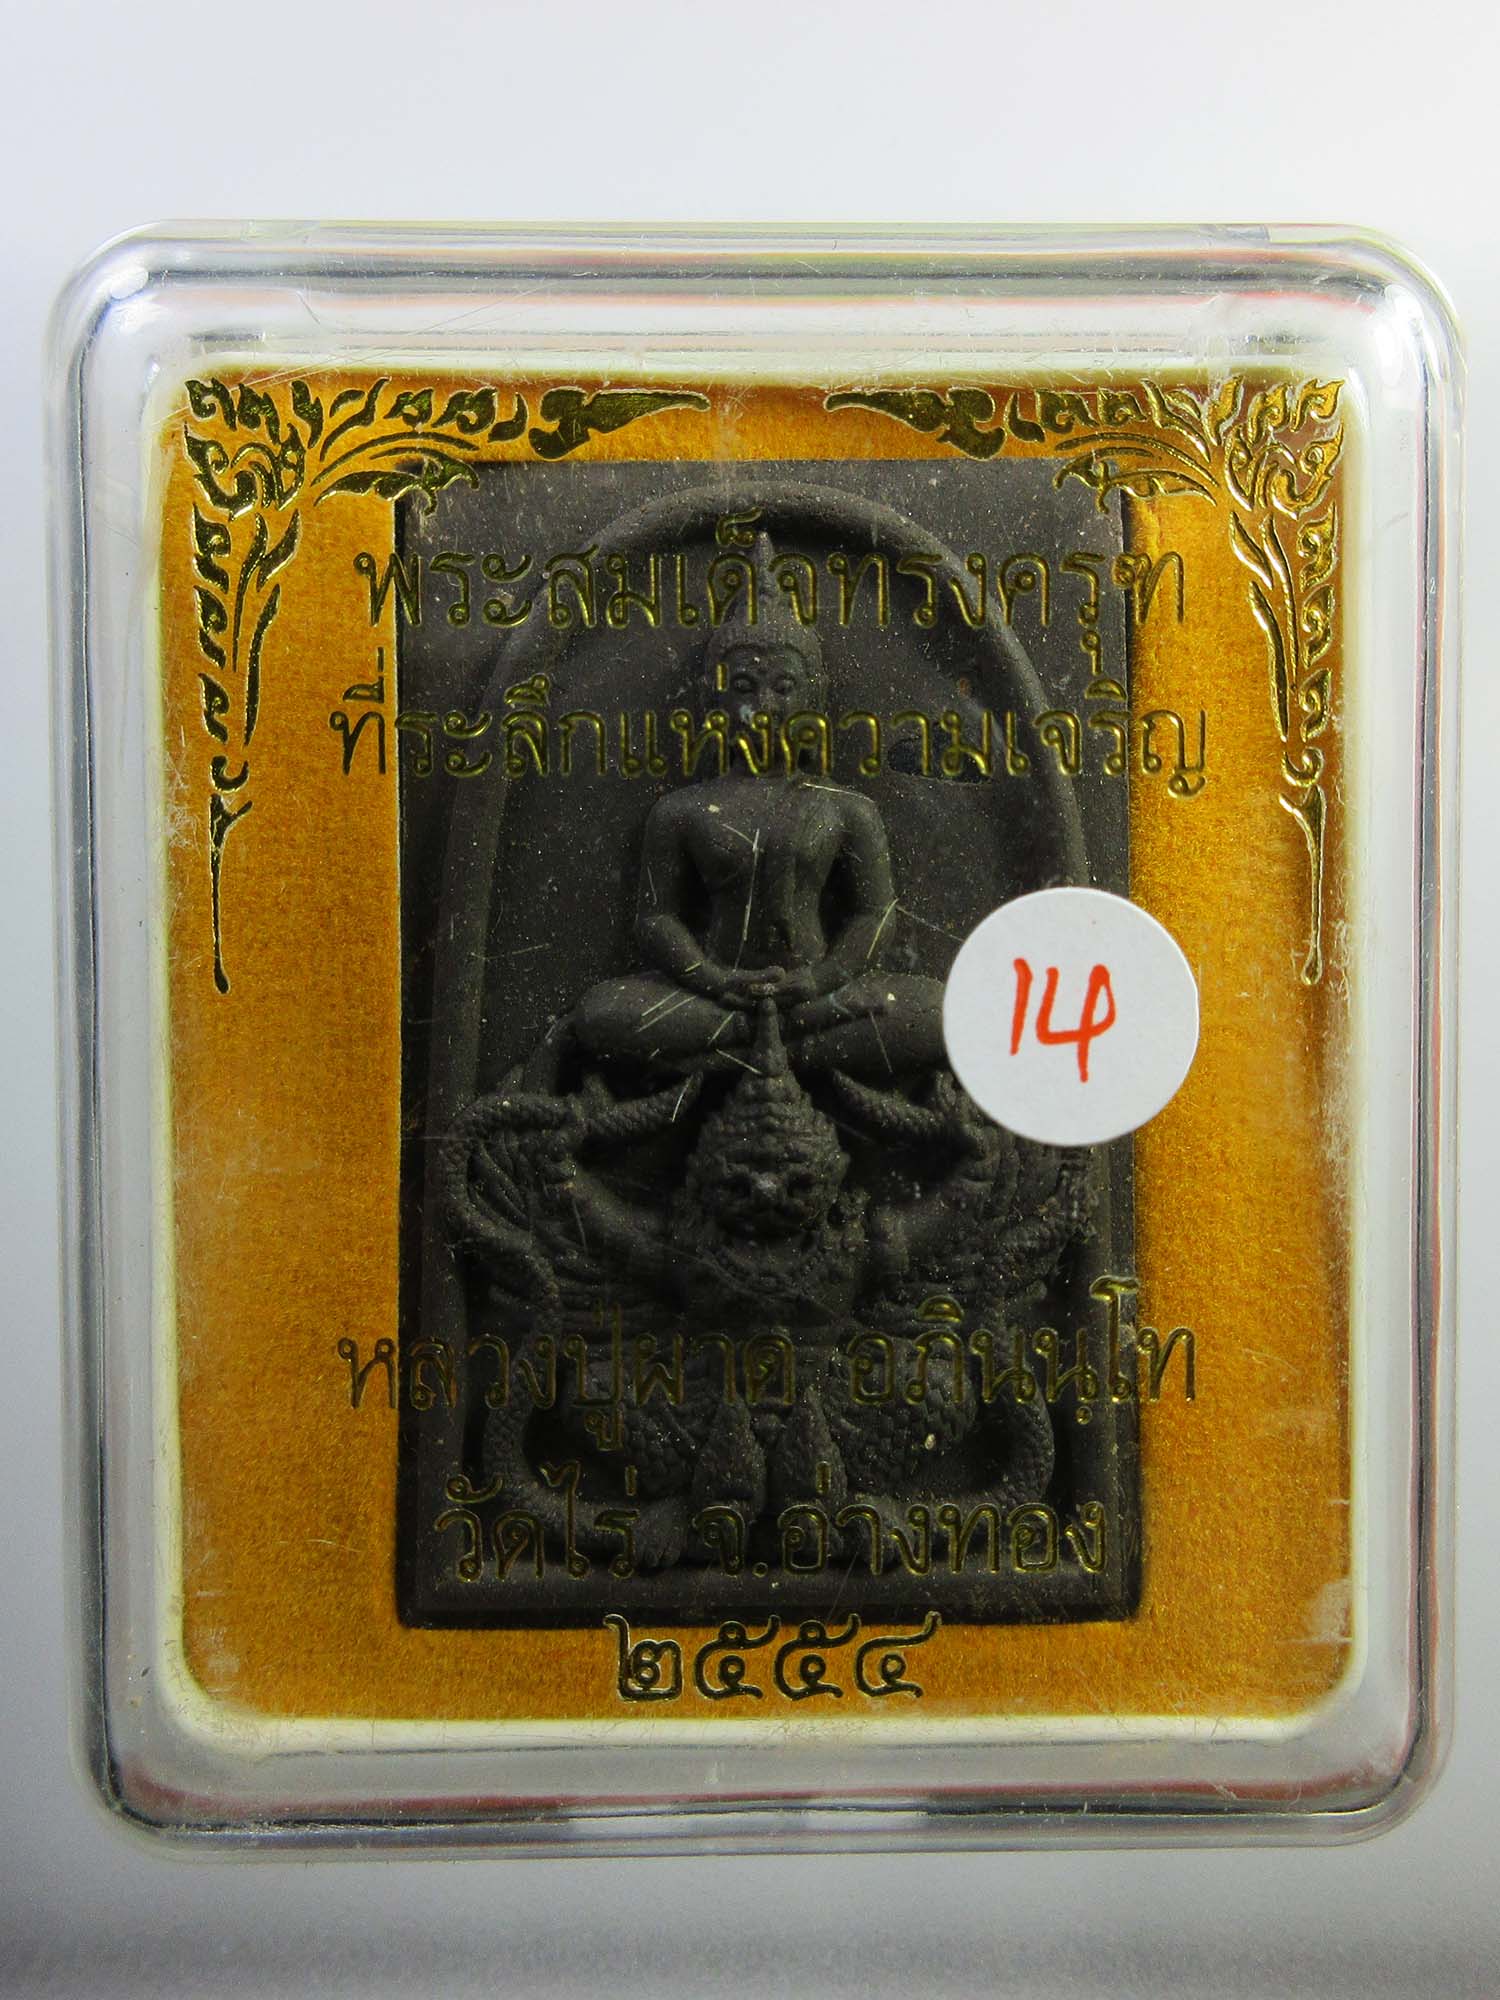 พระสมเด็จทรงครุฑ
ที่ระลึกแห่งความเจริญ
14
หลวงปู่ผาด อภินนฺโท
วัดไร่ จ.อ่างทอง
๒๕๕๔